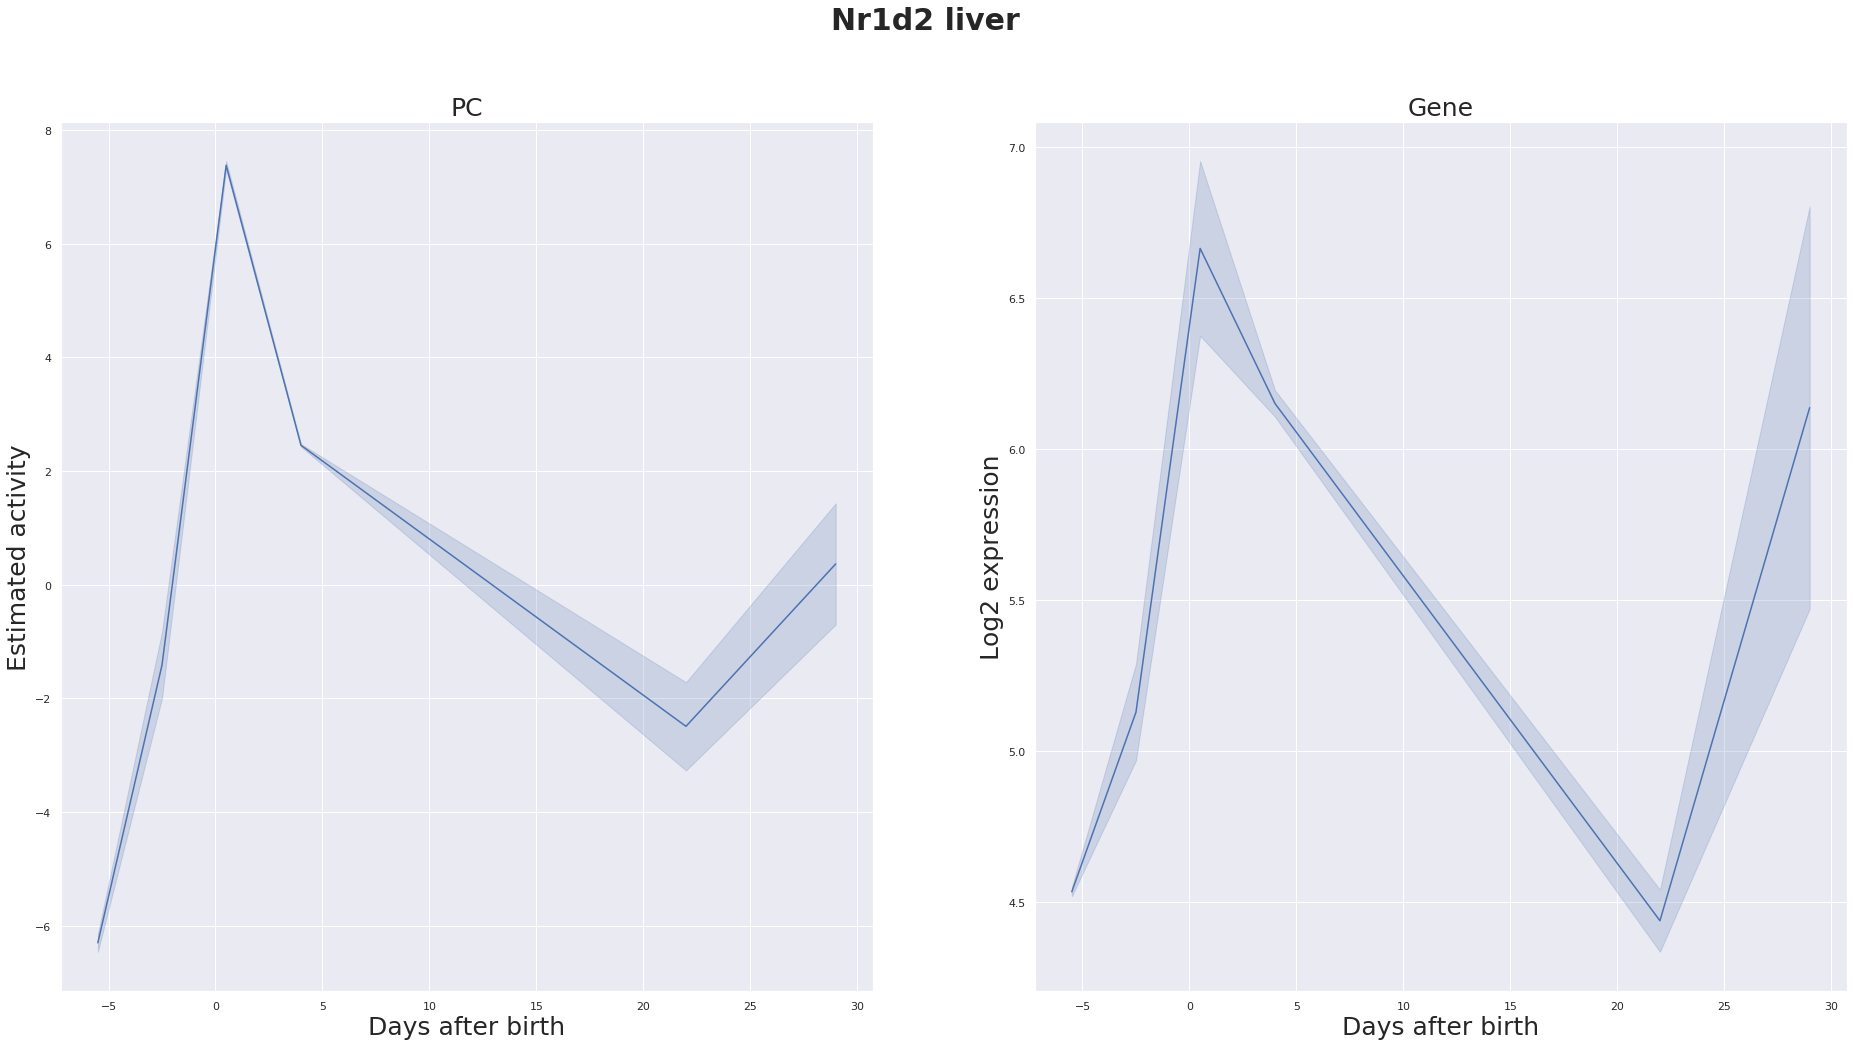 Nr1d2 liver
PC
Estimated activity
8
6
4
2
0
−2
−4
−6
−5 0 5 10 15 20 25 30
Days after birth
Gene
Log2 expression
7.0
6.5
6.0
5.5
5.0
4.5
−5 0 5 10 15 20 25 30
Days after birth